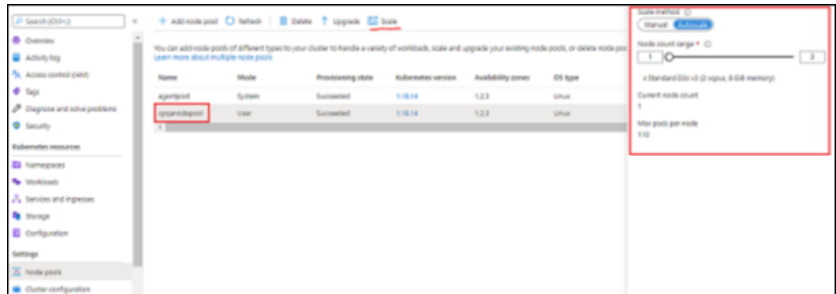 Search (Ctrl+/)
Overview
Activity log
Access control (IAM)
Tags
Diagnose and solve problems
Security
Kubernetes resources
Namespaces
Workloads
Services and ingresses
Storage
Configuration
Settings
Node pools
Cluster configuration
Add node pool Refresh Delete Upgrade Scale
You can add node pools of different types to your cluster to handle a variety of workloads, scale and upgrade your existing node pools, or delete node poo
Learn more about multiple node pools
Name Mode Provisioning state Kubernetes version Availability zones OS type
agentpool System Succeeded 1.18.14 1,2,3 Linux
User Succeeded 1.18.14 1,2,3 Linux
Scale method
Manual Autoscale
Node count range *
1 3
x Standard D2s v3 (2 vcpus, 8 GiB memory)
Current node count
1
Max pods per node
110